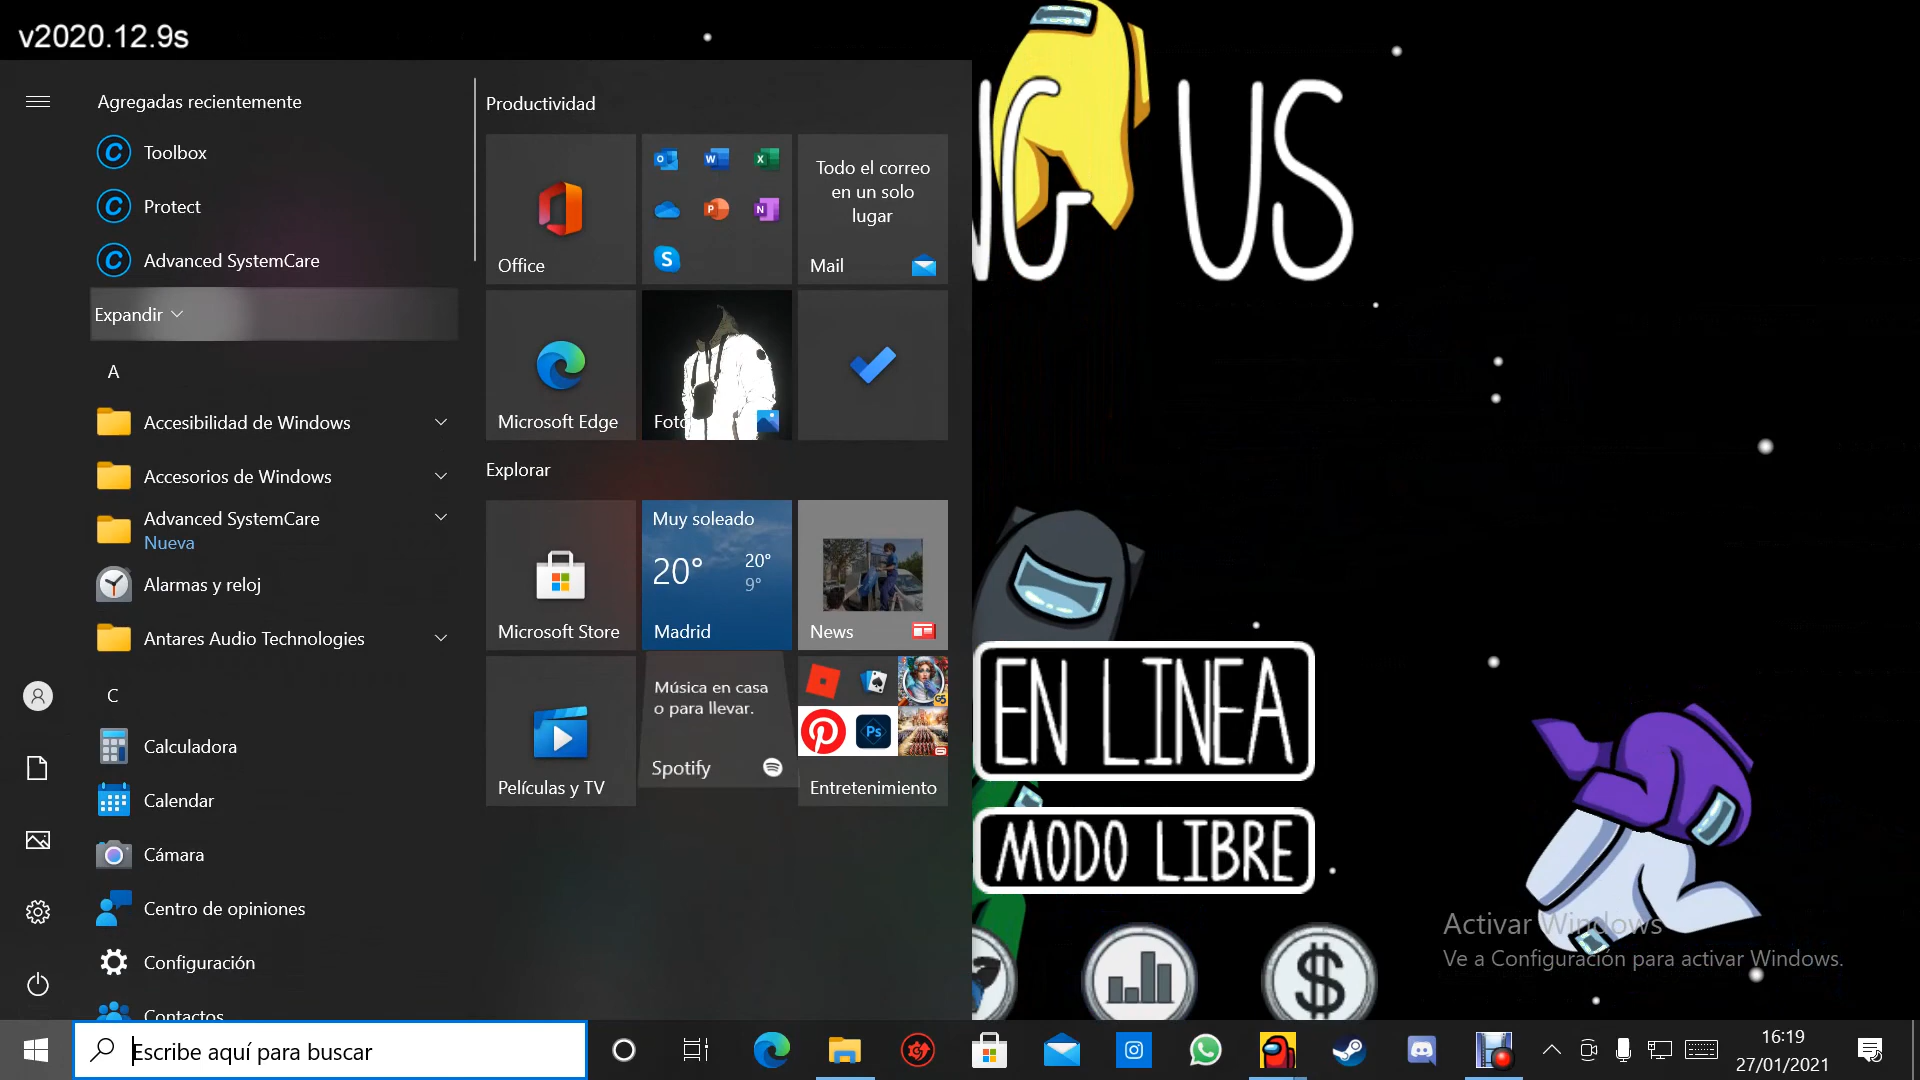 v2020.12.9s
Agregadas recientemente
Toolbox
Protect
Advanced SystemCare
Expandir
A
Accesibilidad de Windows
Accesorios de Windows
Advanced SystemCare
Nueva
Alarmas y reloj
Antares Audio Technologies
C
Calculadora
Calendar
Cámara
Centro de opiniones
Configuración
Contactos
Productividad
Office
Todo el correo
en un solo
lugar
Mail
Microsoft Edge
Explorar
Microsoft Store
Muy soleado
20°
20°
9°
Madrid
News
Películas y TV
Música en casa
o para llevar.
Spotify
Ps
Entretenimiento
NG US
EN LINEA
MODO LIBRE
$
Activar Windows
Ve a Configuración para activar Windows.
Escribe aquí para buscar
16:19
27/01/2021